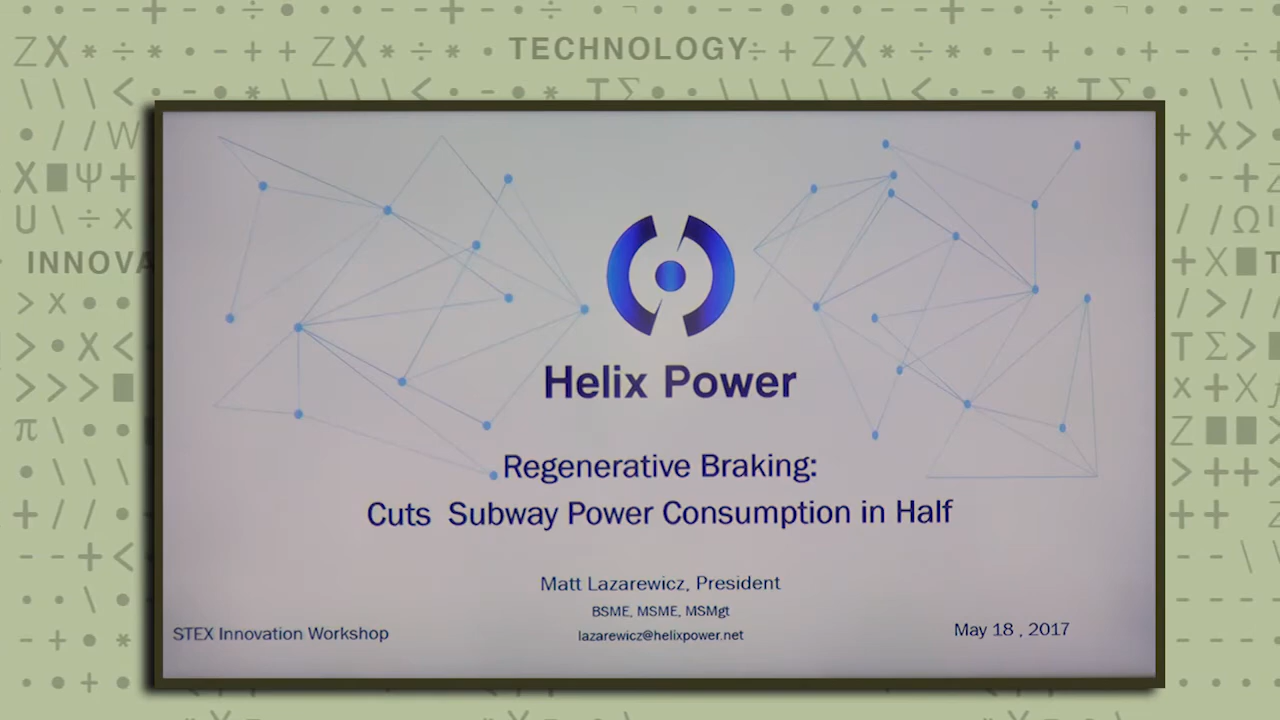 TECHNOLOGY
INNOVA
Helix Power
Regenerative Braking:
Cuts Subway Power Consumption in Half
Matt Lazarewicz, President
BSME, MSME, MSMgt
lazarewicz@helixpower.net
STEX Innovation Workshop
May 18 , 2017